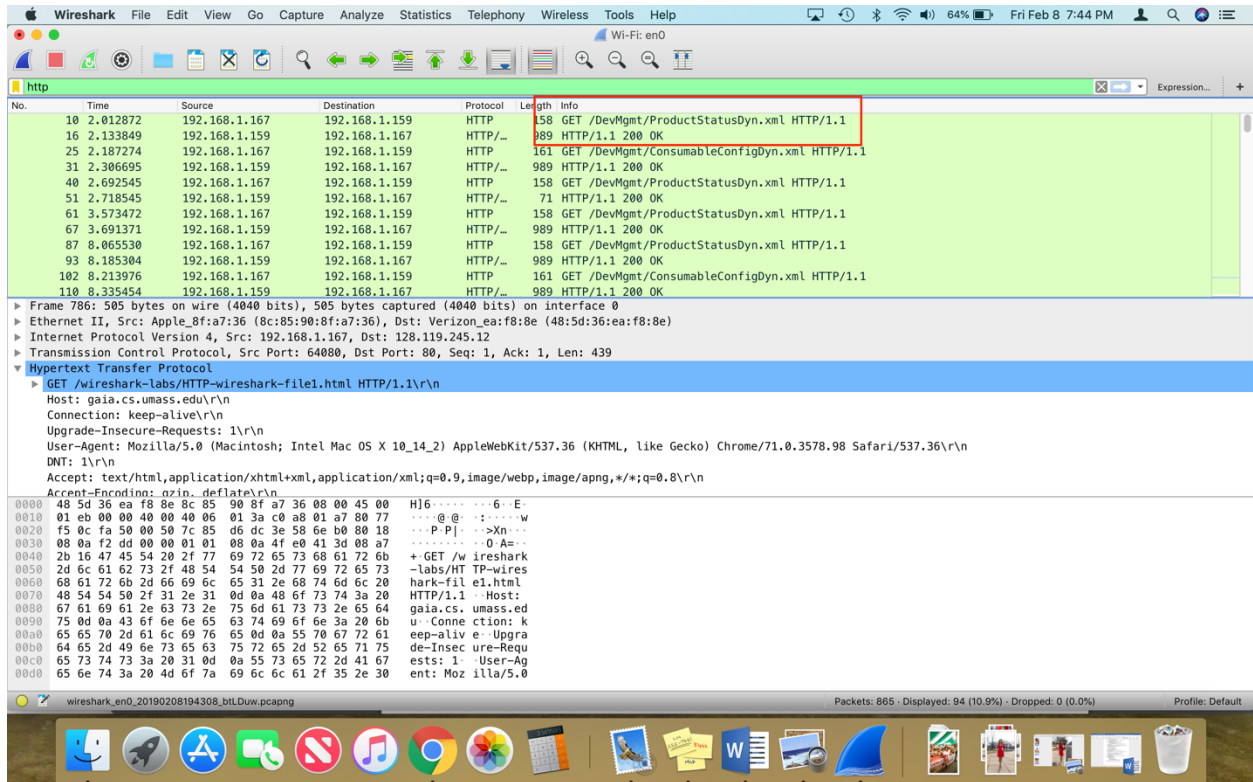 Wireshark File Edit View Go Capture Analyze Statistics Telephony Wireless Tools Help 64% Fri Feb 8 7:44 PM
Wi-Fi: en0
http Expression... +
No. Time Source Destination Protocol Length Info
10 2.012872 192.168.1.167 192.168.1.159 HTTP 158 GET /DevMgmt/ProductStatusDyn.xml HTTP/1.1
16 2.133849 192.168.1.167 192.168.1.159 HTTP/… 989 HTTP/1.1 200 OK
25 2.187274 192.168.1.167 192.168.1.159 HTTP 161 GET /DevMgmt/ConsumableConfigDyn.xml HTTP/1.1
31 2.306695 192.168.1.167 192.168.1.159 HTTP/… 989 HTTP/1.1 200 OK
40 2.692545 192.168.1.167 192.168.1.159 HTTP 158 GET /DevMgmt/ProductStatusDyn.xml HTTP/1.1
51 2.718545 192.168.1.167 192.168.1.159 HTTP/… 71 HTTP/1.1 200 OK
61 3.573472 192.168.1.167 192.168.1.159 HTTP 158 GET /DevMgmt/ProductStatusDyn.xml HTTP/1.1
67 3.691371 192.168.1.167 192.168.1.159 HTTP/… 989 HTTP/1.1 200 OK
87 8.065530 192.168.1.167 192.168.1.159 HTTP 158 GET /DevMgmt/ProductStatusDyn.xml HTTP/1.1
93 8.185304 192.168.1.167 192.168.1.159 HTTP/… 989 HTTP/1.1 200 OK
102 8.213976 192.168.1.167 192.168.1.159 HTTP 161 GET /DevMgmt/ConsumableConfigDyn.xml HTTP/1.1
110 8.335454 192.168.1.167 192.168.1.159 HTTP/… 989 HTTP/1.1 200 OK
Frame 786: 505 bytes on wire (4040 bits), 505 bytes captured (4040 bits) on interface 0
Ethernet II, Src: Apple_8f:a7:36 (8c:85:90:8f:a7:36), Dst: Verizon_ea:f8:8e (48:5d:36:ea:f8:8e)
Internet Protocol Version 4, Src: 192.168.1.167, Dst: 128.119.245.12
Transmission Control Protocol, Src Port: 64080, Dst Port: 80, Seq: 1, Ack: 1, Len: 439
Hypertext Transfer Protocol
GET /wireshark-labs/HTTP-wireshark-file1.html HTTP/1.1\r\n
Host: gaia.cs.umass.edu\r\n
Connection: keep-alive\r\n
Upgrade-Insecure-Requests: 1\r\n
User-Agent: Mozilla/5.0 (Macintosh; Intel Mac OS X 10_14_2) AppleWebKit/537.36 (KHTML, like Gecko) Chrome/71.0.3578.98 Safari/537.36\r\n
DNT: 1\r\n
Accept: text/html,application/xhtml+xml,application/xml;q=0.9,image/webp,image/apng,*/*;q=0.8\r\n
Accept-Encoding: gzip, deflate\r\n
0000 48 5d 36 ea f8 8e 8c 85 90 8f a7 36 08 00 45 00 H]6····· ···6··E·
0010 01 eb 00 00 40 00 40 06 01 3a c0 a8 01 a7 80 77 ····@·@· ·:·····w
0020 f5 0c fa 50 00 50 7c 85 d6 dc 3e 58 6e b0 80 18 ···P·P|· ··>Xn···
0030 08 0a f2 dd 00 00 01 01 08 0a 4f e0 41 3d 08 a7 ········ ··O·A=··
0040 2b 16 47 45 54 20 2f 77 69 72 65 73 68 61 72 6b +·GET /w ireshark
0050 2d 6c 61 62 73 2f 48 54 54 50 2d 77 69 72 65 73 -labs/HT TP-wires
0060 68 61 72 6b 2d 66 69 6c 65 31 2e 68 74 6d 6c 20 hark-fil e1.html
0070 48 54 54 50 2f 31 2e 31 0d 0a 48 6f 73 74 3a 20 HTTP/1.1 ··Host:
0080 67 61 69 61 2e 63 73 2e 75 6d 61 73 73 2e 65 64 gaia.cs. umass.ed
0090 75 0d 0a 43 6f 6e 6e 65 63 74 69 6f 6e 3a 20 6b u··Conne ction: k
00a0 65 65 70 2d 61 6c 69 76 65 0d 0a 55 70 67 72 61 eep-aliv e··Upgra
00b0 64 65 2d 49 6e 73 65 63 75 72 65 2d 52 65 71 75 de-Insec ure-Requ
00c0 65 73 74 73 3a 20 31 0d 0a 55 73 65 72 2d 41 67 ests: 1· ·User-Ag
00d0 65 6e 74 3a 20 4d 6f 7a 69 6c 6c 61 2f 35 2e 30 ent: Moz illa/5.0
wireshark_en0_20190208194308_btLDuw.pcapng Packets: 865 · Displayed: 94 (10.9%) · Dropped: 0 (0.0%) Profile: Default